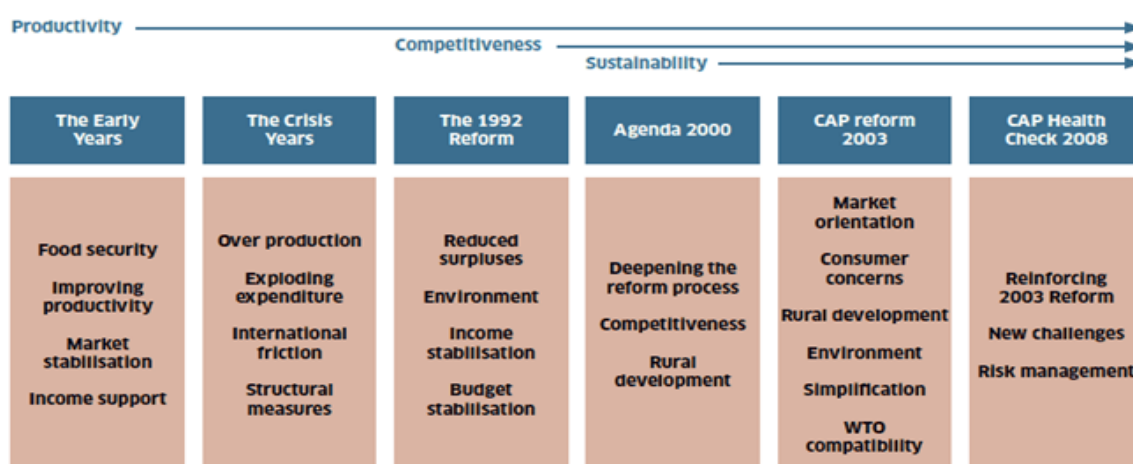 Productivity
Competitiveness
Sustainability
The Early
Years
Food security
Improving
productivity
Market
stabilisation
Income support
The Crisis
Years
Over production
Exploding
expenditure
International
friction
Structural
measures
The 1992
Reform
Reduced
surpluses
Environment
Income
stabilisation
Budget
stabilisation
Agenda 2000
Deepening the
reform process
Competitiveness
Rural
development
CAP reform
2003
Market
orientation
Consumer
concerns
Rural development
Environment
Simplification
WTO
compatibility
CAP Health
Check 2008
Reinforcing
2003 Reform
New challenges
Risk management